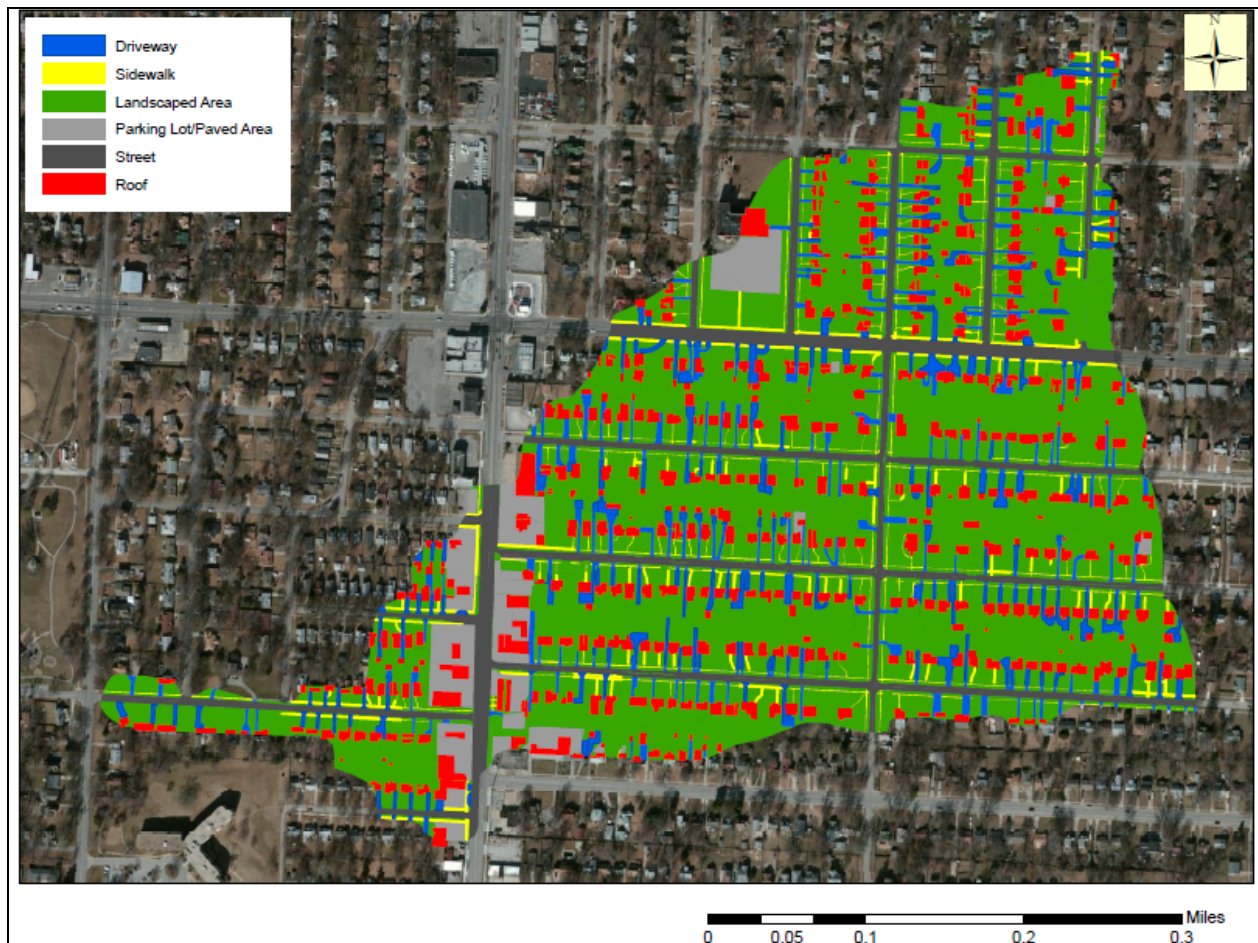 N
Driveway
Sidewalk
Landscaped Area
Parking Lot/Paved Area
Street
Roof
Miles
0 0.05 0.1 0.2 0.3